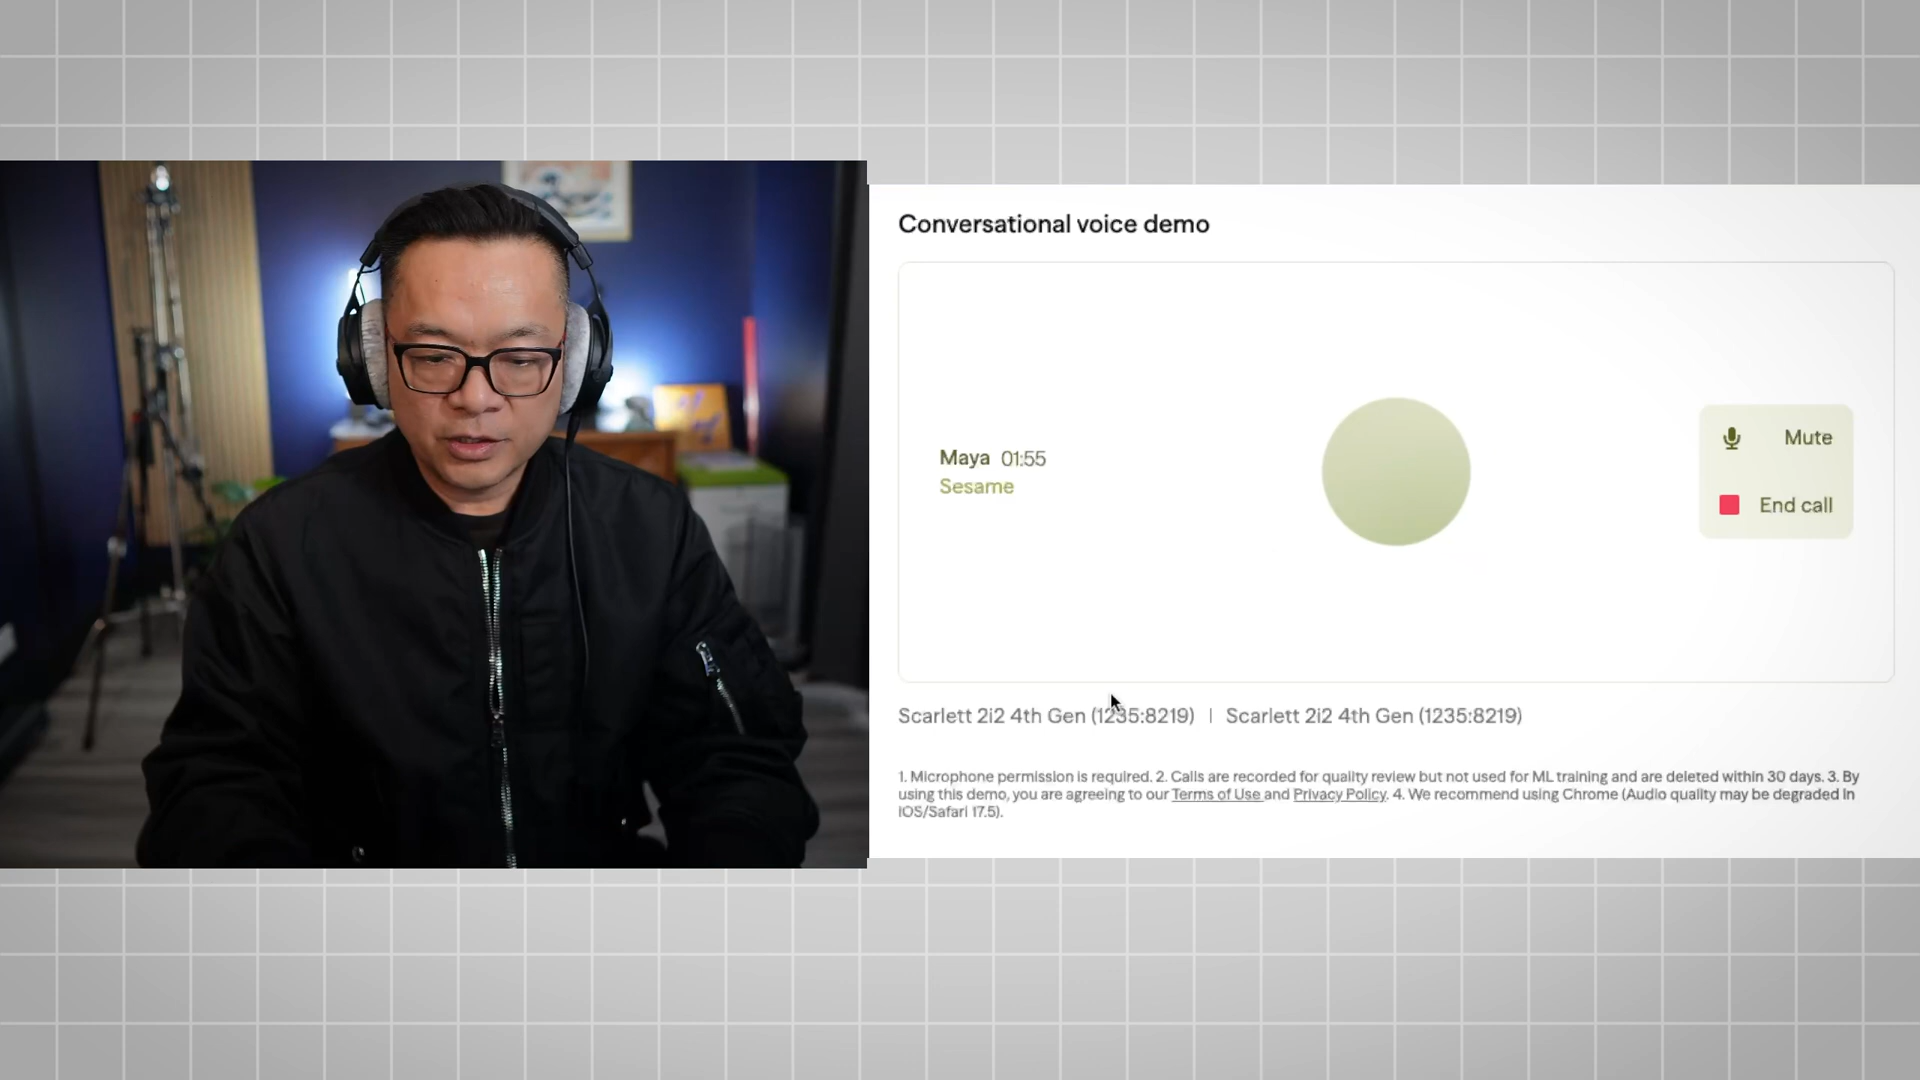 Conversational voice demo
Maya 01:55
Sesame
Mute
End call
Scarlett 2i2 4th Gen (1235:8219) | Scarlett 2i2 4th Gen (1235:8219)
1. Microphone permission is required. 2. Calls are recorded for quality review but not used for ML training and are deleted within 30 days. 3. By
using this demo, you are agreeing to our Terms of Use and Privacy Policy. 4. We recommend using Chrome (Audio quality may be degraded in
iOS/Safari 17.5).